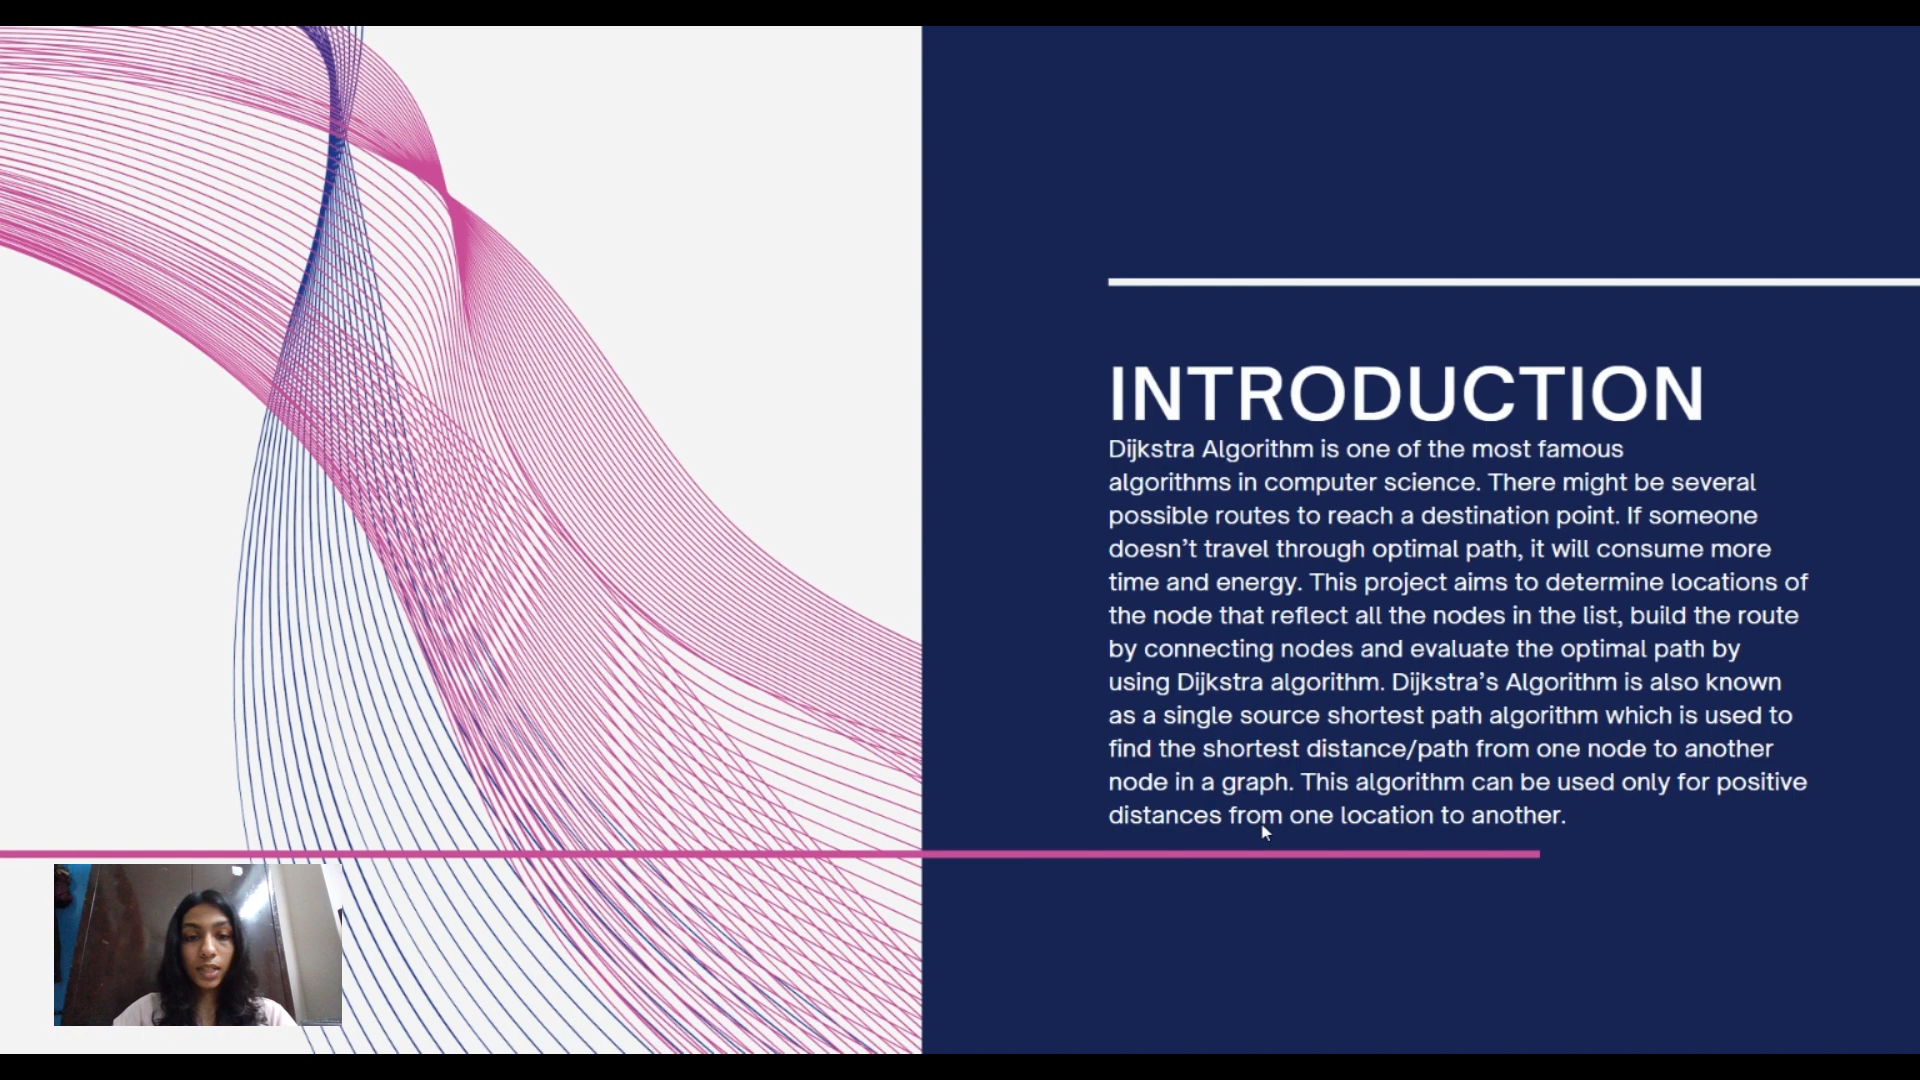 INTRODUCTION
Dijkstra Algorithm is one of the most famous
algorithms in computer science. There might be several
possible routes to reach a destination point. If someone
doesn’t travel through optimal path, it will consume more
time and energy. This project aims to determine locations of
the node that reflect all the nodes in the list, build the route
by connecting nodes and evaluate the optimal path by
using Dijkstra algorithm. Dijkstra’s Algorithm is also known
as a single source shortest path algorithm which is used to
find the shortest distance/path from one node to another
node in a graph. This algorithm can be used only for positive
distances from one location to another.